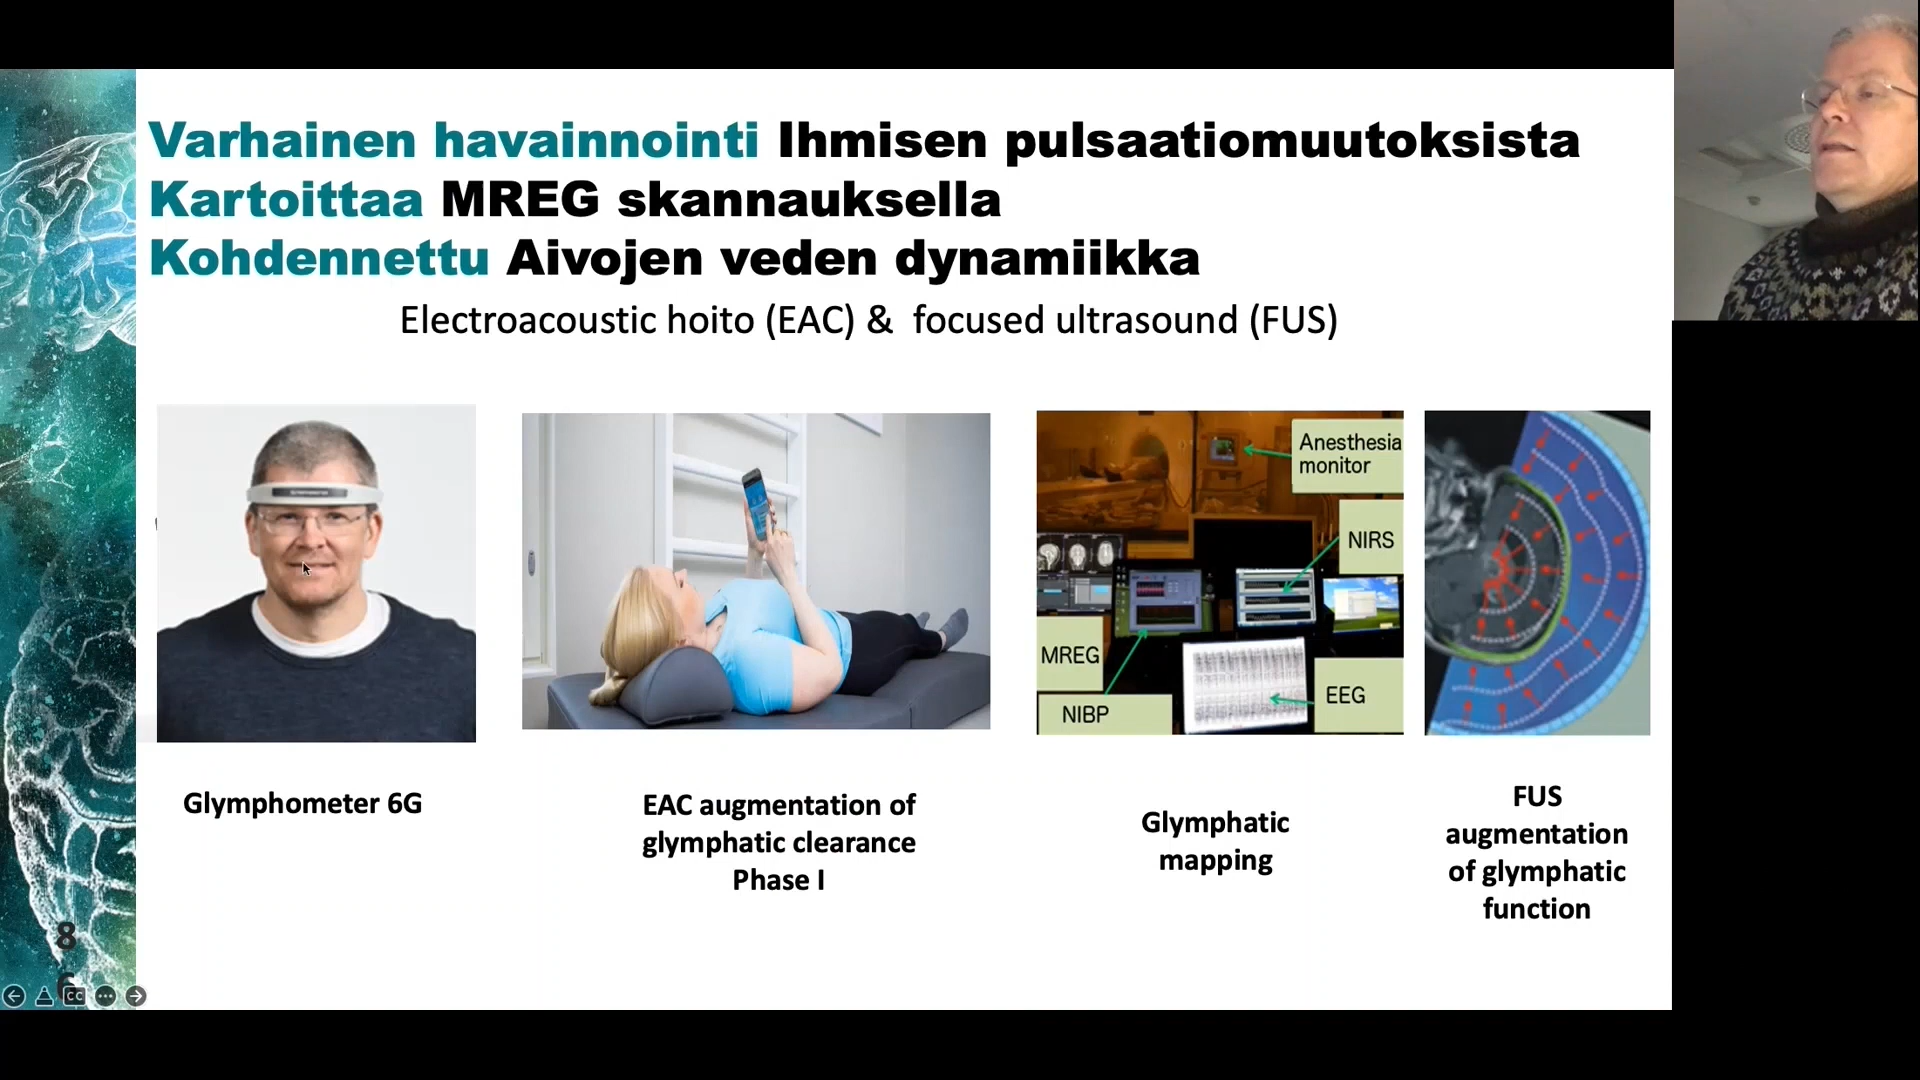 Varhainen havainnointi Ihmisen pulsaatiomuutoksista
Kartoittaa MREG skannauksella
Kohdennettu Aivojen veden dynamiikka
Electroacoustic hoito (EAC) & focused ultrasound (FUS)
Anesthesia
monitor
NIRS
MREG
NIBP
EEG
Glymphometer 6G
EAC augmentation of
glymphatic clearance
Phase I
Glymphatic
mapping
FUS
augmentation
of glymphatic
function
8
6
CC